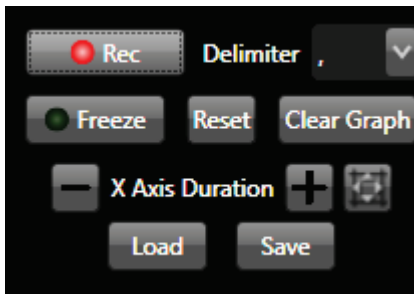 Rec Delimiter ,
Freeze Reset Clear Graph
X Axis Duration
Load Save